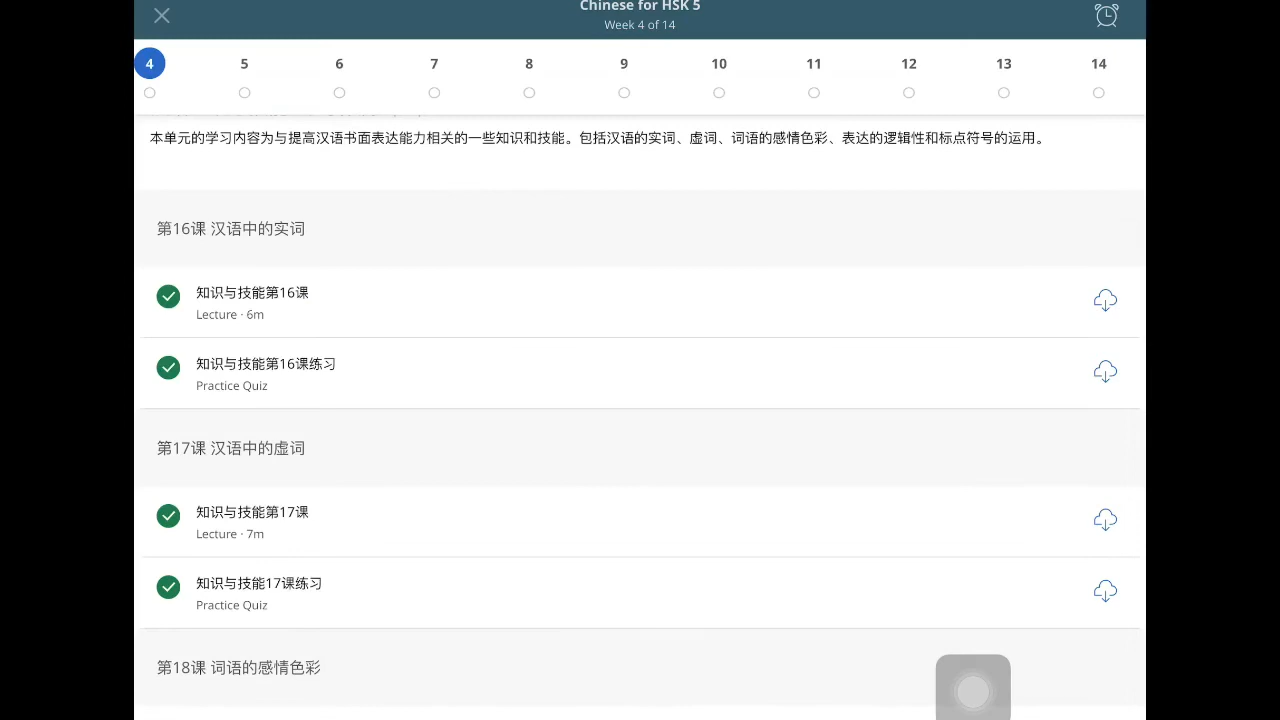 Chinese for HSK 5
Week 4 of 14
4 5 6 7 8 9 10 11 12 13 14
本单元的学习内容为与提高汉语书面表达能力相关的一些知识和技能。包括汉语的实词、虚词、词语的感情色彩、表达的逻辑性和标点符号的运用。
第16课 汉语中的实词
知识与技能第16课
Lecture · 6m
知识与技能第16课练习
Practice Quiz
第17课 汉语中的虚词
知识与技能第17课
Lecture · 7m
知识与技能17课练习
Practice Quiz
第18课 词语的感情色彩